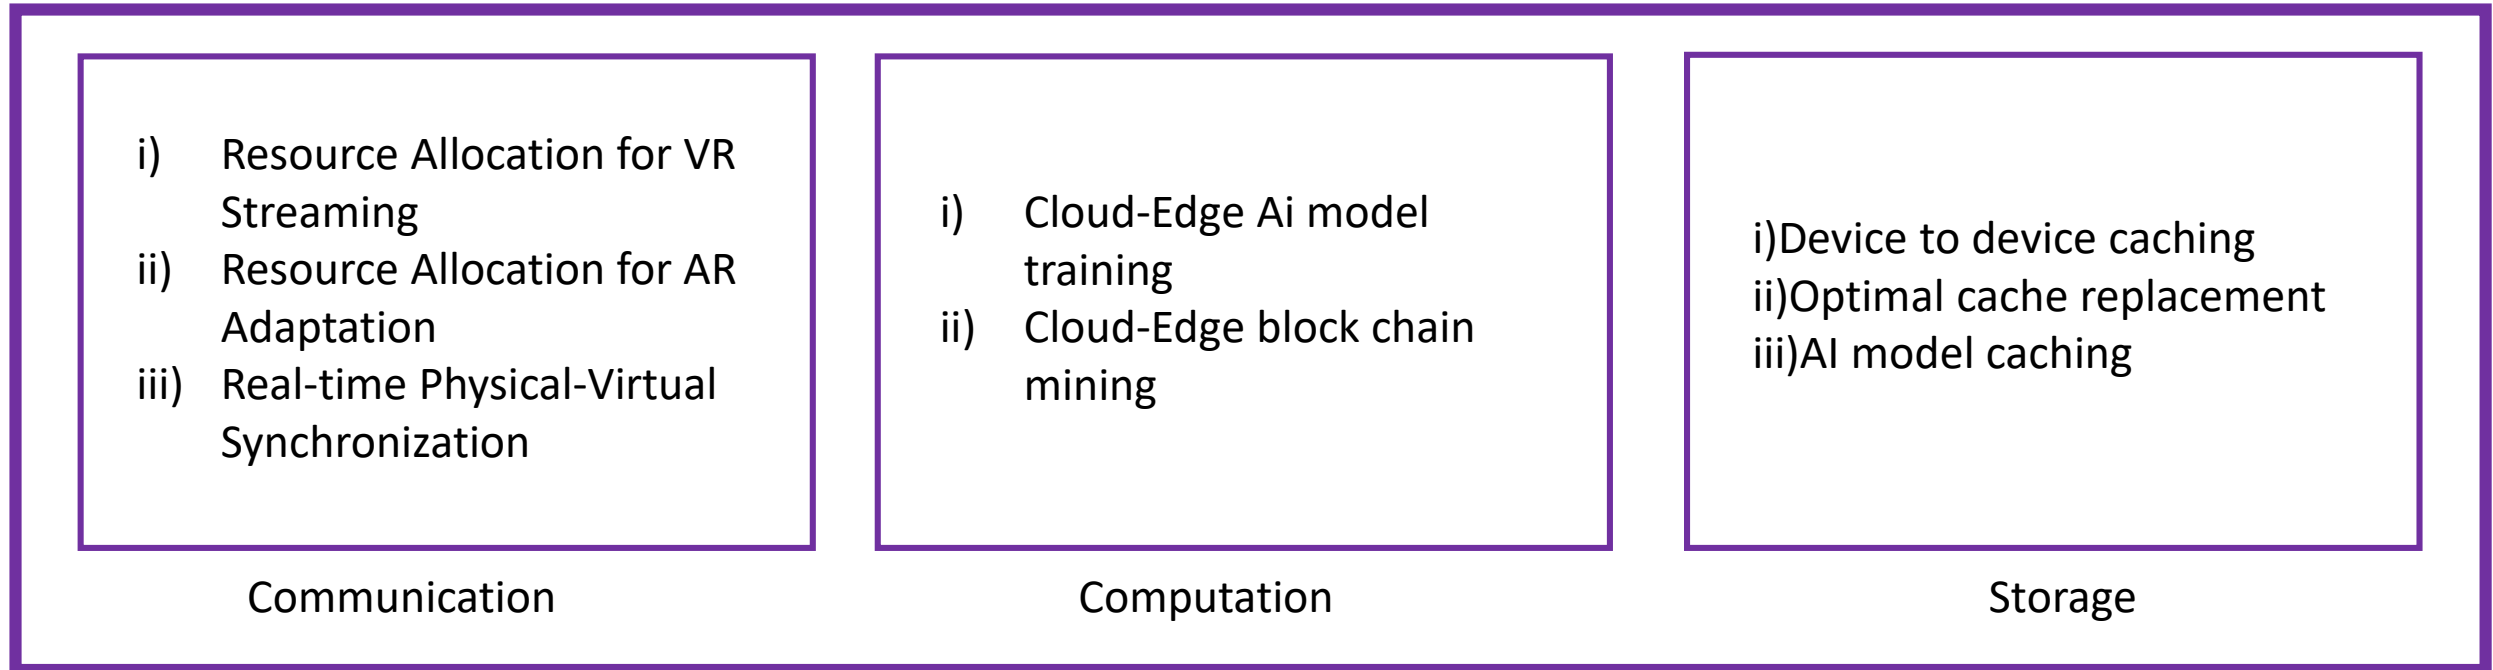 i) Resource Allocation for VR
Streaming
ii) Resource Allocation for AR
Adaptation
iii) Real-time Physical-Virtual
Synchronization
Communication
i) Cloud-Edge Ai model
training
ii) Cloud-Edge block chain
mining
Computation
i)Device to device caching
ii)Optimal cache replacement
iii)AI model caching
Storage